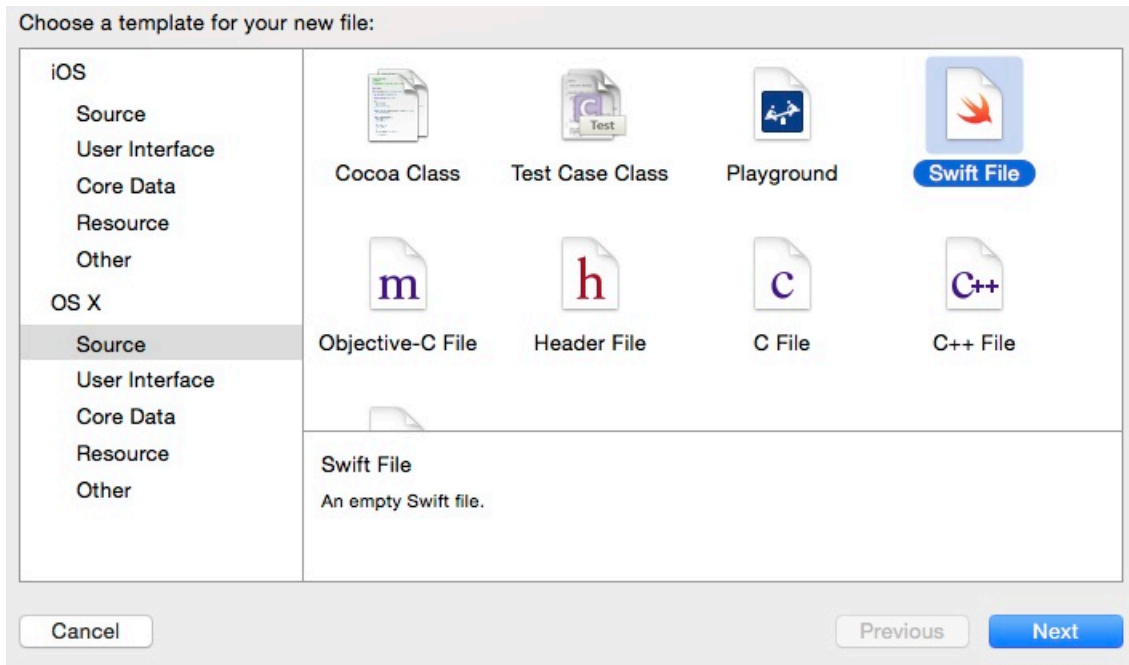 Choose a template for your new file:
iOS
Source
User Interface
Core Data
Resource
Other
OS X
Source
User Interface
Core Data
Resource
Other
C
Test
Cocoa Class
Test Case Class
Playground
Swift File
m
h
c
C++
Objective-C File
Header File
C File
C++ File
Swift File
An empty Swift file.
Cancel
Previous
Next